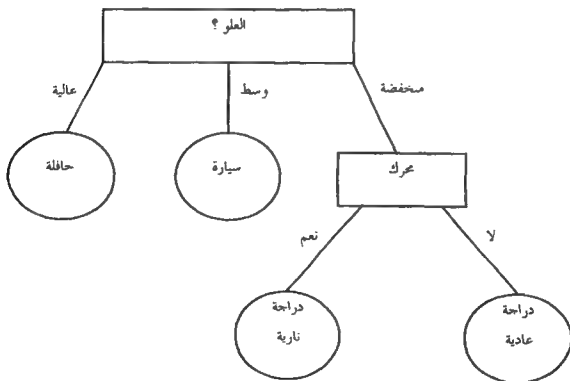 العلو ؟
منخفضة
وسط
عالية
محرك
سيارة
حافلة
لا
نعم
دراجة
عادية
دراجة
نارية